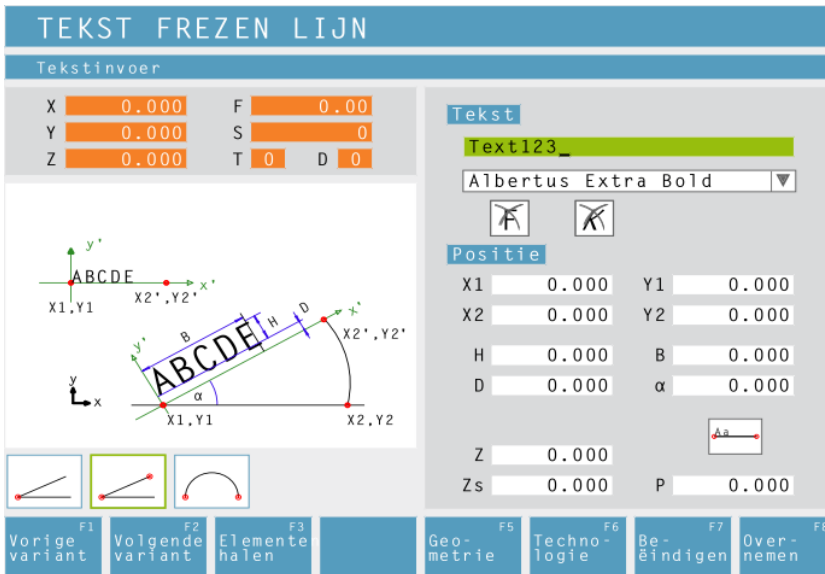 TEKST FREZEN LIJN
Tekstinvoer
X 0.000 F 0.00
Y 0.000 S 0
Z 0.000 T 0 D 0
Tekst
Text123_
Albertus Extra Bold
F K
Positie
X1 0.000 Y1 0.000
X2 0.000 Y2 0.000
H 0.000 B 0.000
D 0.000 α 0.000
Aa
Z 0.000
Zs 0.000 P 0.000
y'
ABCDE x'
X1,Y1 X2',Y2'
D
B H x'
y' ABCDE X2',Y2'
y
x α
X1,Y1 X2,Y2
F1 F2 F3 F5 F6 F7 F8
Vorige Volgende Elementen Geo- Techno- Be- Over-
variant variant halen metrie logie ëindigen nemen